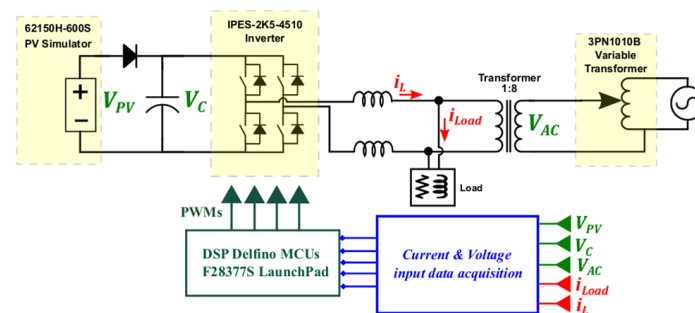 62150H-600S
PV Simulator
IPES-2K5-4510
Inverter
3PN1010B
Variable
Transformer
Transformer
1:8
V_PV
V_C
i_L
i_Load
V_AC
Load
PWMs
DSP Delfino MCUs
F28377S LaunchPad
Current & Voltage
input data acquisition
V_PV
V_C
V_AC
i_Load
i_L